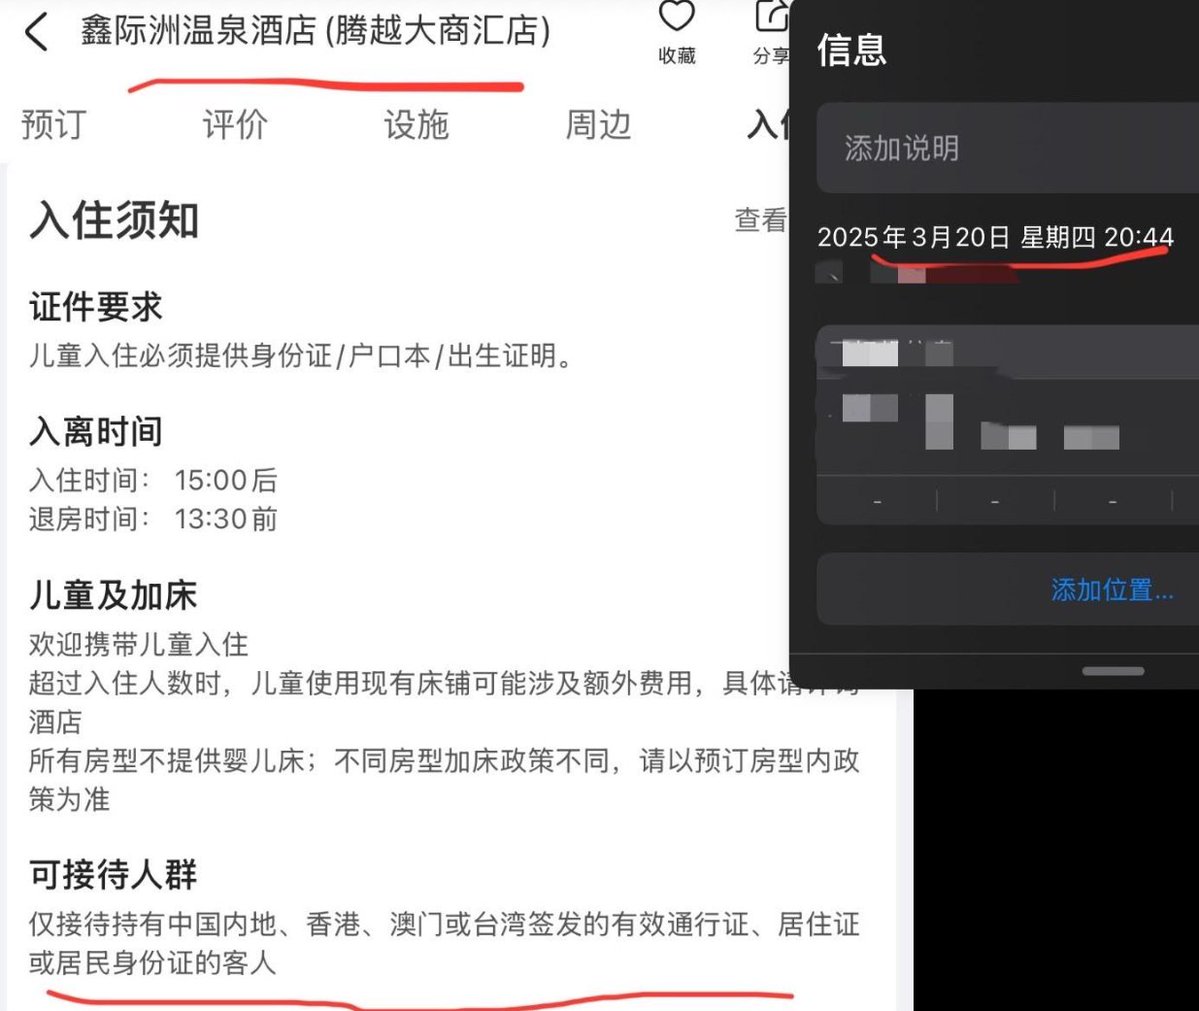 鑫际洲温泉酒店(腾越大商汇店)
收藏
分享
预订
评价
设施
周边
入住须知
查看
证件要求
儿童入住必须提供身份证/户口本/出生证明。
入离时间
入住时间： 15:00后
退房时间： 13:30前
儿童及加床
欢迎携带儿童入住
超过入住人数时，儿童使用现有床铺可能涉及额外费用，具体请详询
酒店
所有房型不提供婴儿床；不同房型加床政策不同，请以预订房型内政
策为准
可接待人群
仅接待持有中国内地、香港、澳门或台湾签发的有效通行证、居住证
或居民身份证的客人
信息
添加说明
2025年3月20日 星期四 20:44
-
-
-
添加位置...